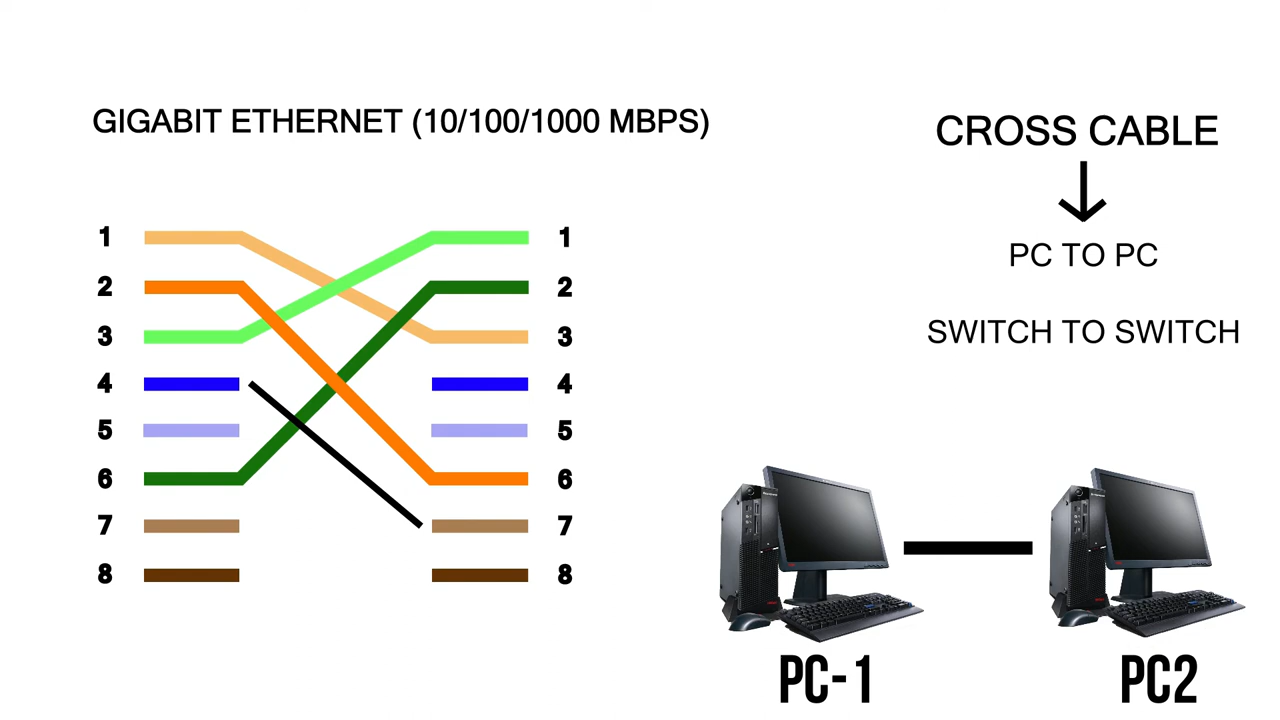 GIGABIT ETHERNET (10/100/1000 MBPS)
CROSS CABLE
PC TO PC
SWITCH TO SWITCH
1 1
2 2
3 3
4 4
5 5
6 6
7 7
8 8
PC-1 PC2